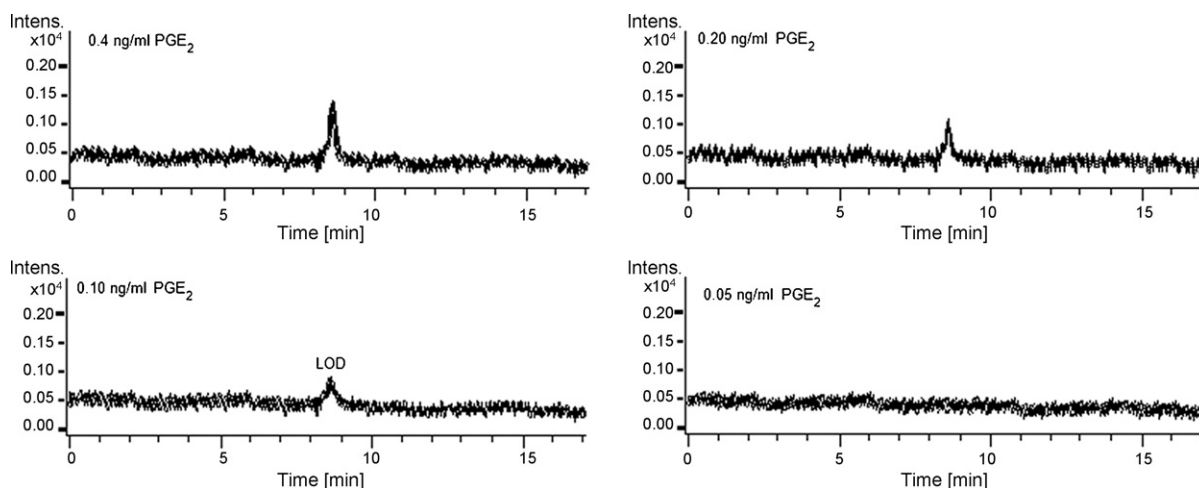 Intens.
x10⁴
0.4 ng/ml PGE₂
0.20
0.15
0.10
0.05
0.00
0 5 10 15
Time [min]
Intens.
x10⁴
0.20 ng/ml PGE₂
0.20
0.15
0.10
0.05
0.00
0 5 10 15
Time [min]
Intens.
x10⁴
0.10 ng/ml PGE₂
0.20
0.15
0.10
LOD
0.05
0.00
0 5 10 15
Time [min]
Intens.
x10⁴
0.05 ng/ml PGE₂
0.20
0.15
0.10
0.05
0.00
0 5 10 15
Time [min]